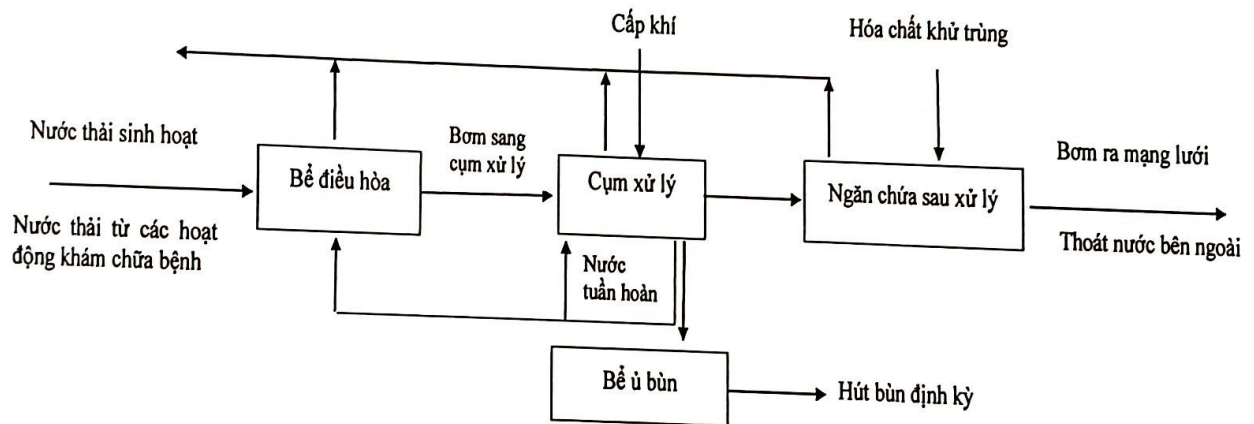 Cấp khí
Hóa chất khử trùng
Nước thải sinh hoạt
Bể điều hòa
Bơm sang
cụm xử lý
Cụm xử lý
Ngăn chứa sau xử lý
Bơm ra mạng lưới
Nước thải từ các hoạt
động khám chữa bệnh
Thoát nước bên ngoài
Nước
tuần hoàn
Bể ủ bùn
Hút bùn định kỳ